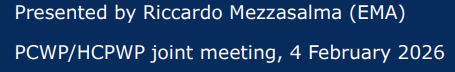 Presented by Riccardo Mezzasalma (EMA)
PCWP/HCPWP joint meeting, 4 February 2026